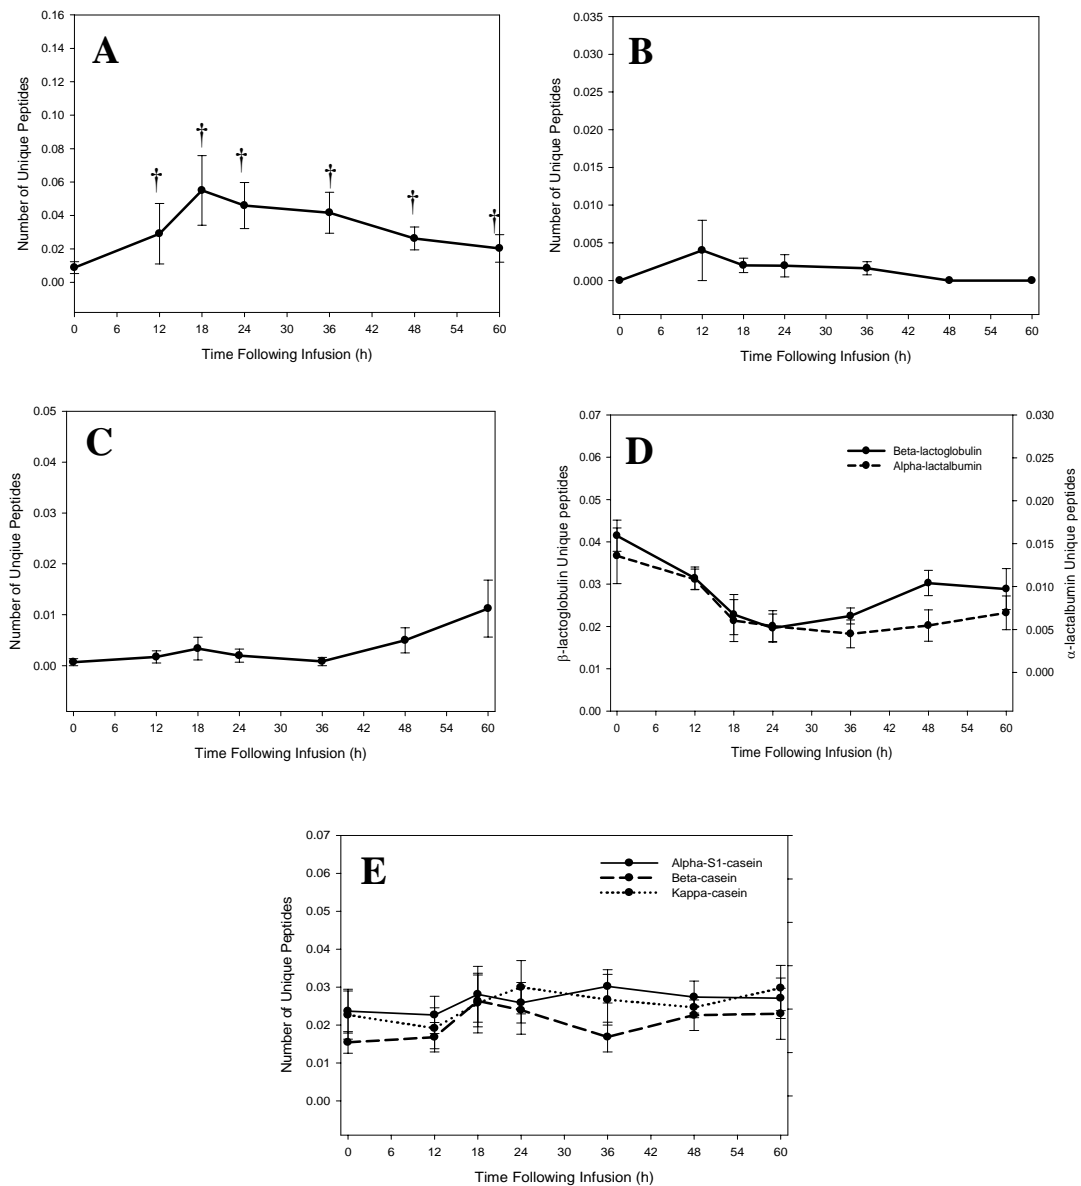 A
Number of Unique Peptides
0.16
0.14
0.12
0.10
0.08
0.06
0.04
0.02
0.00
† † † † † † †
0 6 12 18 24 30 36 42 48 54 60
Time Following Infusion (h)
B
Number of Unique Peptides
0.035
0.030
0.025
0.020
0.015
0.010
0.005
0.000
0 6 12 18 24 30 36 42 48 54 60
Time Following Infusion (h)
C
Number of Unqiue Peptides
0.05
0.04
0.03
0.02
0.01
0.00
0 6 12 18 24 30 36 42 48 54 60
Time Following Infusion (h)
D
β-lactoglobulin Unique peptides
0.07
0.06
0.05
0.04
0.03
0.02
0.01
0.00
Beta-lactoglobulin
Alpha-lactalbumin
0.030
0.025
0.020
0.015
0.010
0.005
0.000
α-lactalbumin Unique peptides
0 6 12 18 24 30 36 42 48 54 60
Time Following Infusion (h)
E
Number of Unique Peptides
0.07
0.06
0.05
0.04
0.03
0.02
0.01
0.00
Alpha-S1-casein
Beta-casein
Kappa-casein
0 6 12 18 24 30 36 42 48 54 60
Time Following Infusion (h)